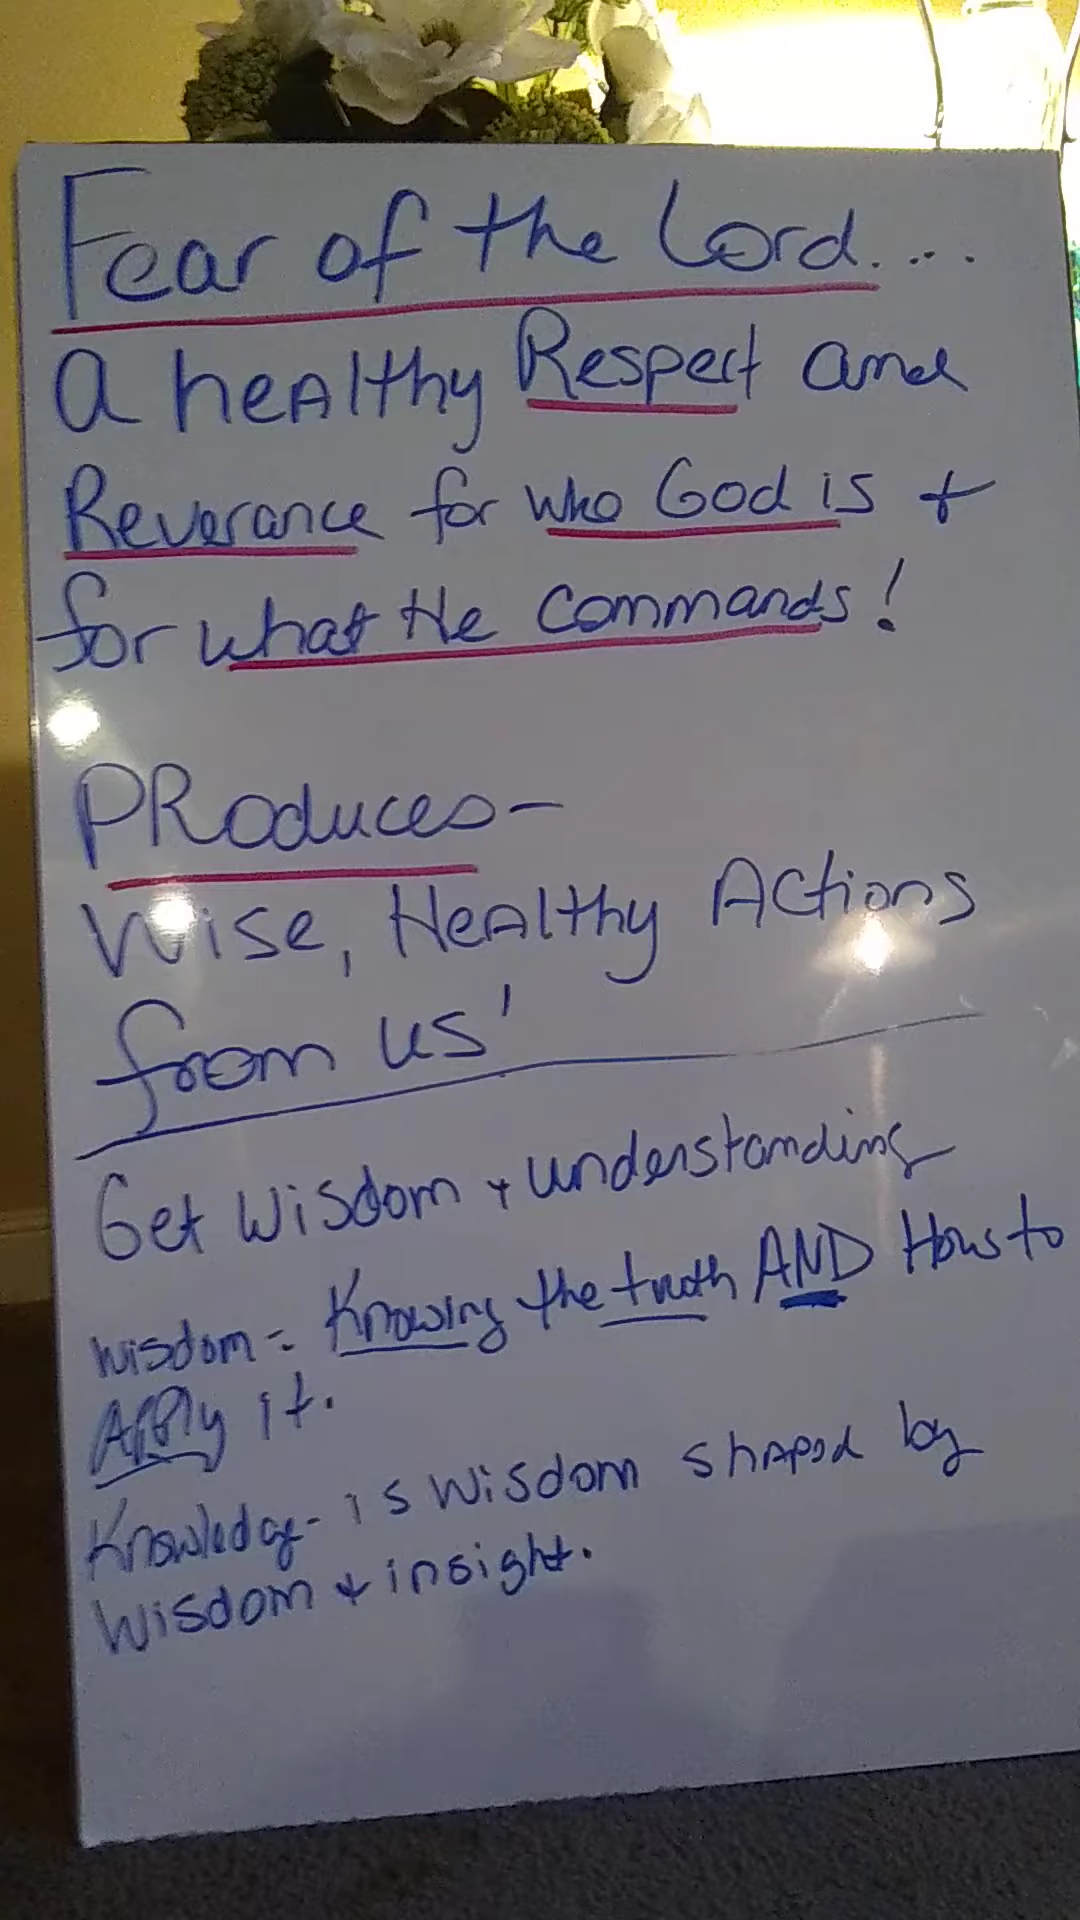 Fear of the Lord....
a heAlthy Respect and
Reverance for who God is +
for what He commands!
PRoduces-
Wise, HeAlthy Actions
from us'
Get Wisdom + understanding
Wisdom = Knowing the truth AND How to
Apply it.
Knowledge- is Wisdom shaped by
Wisdom + insight.